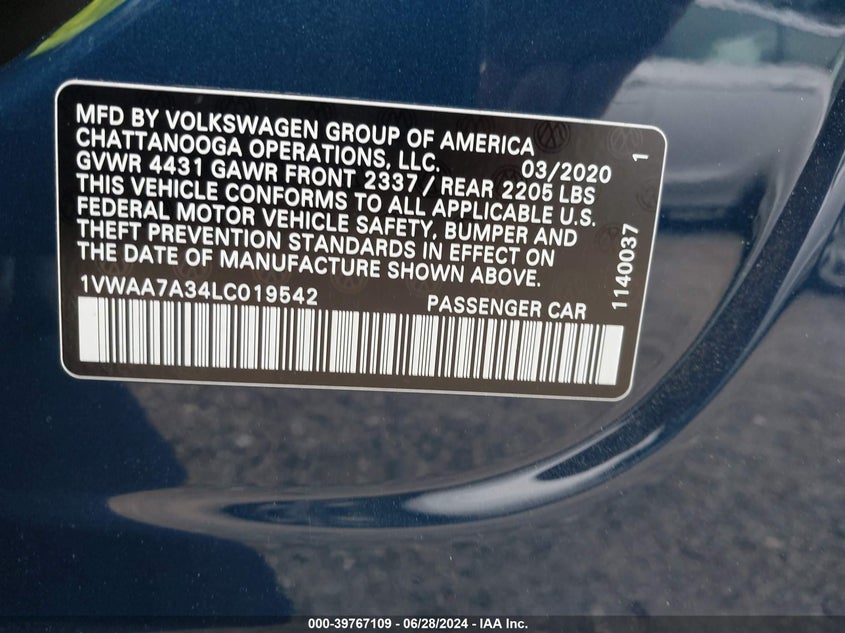 MFD BY VOLKSWAGEN GROUP OF AMERICA
CHATTANOOGA OPERATIONS, LLC. 03/2020
GVWR 4431 GAWR FRONT 2337 / REAR 2205 LBS
THIS VEHICLE CONFORMS TO ALL APPLICABLE U.S.
FEDERAL MOTOR VEHICLE SAFETY, BUMPER AND
THEFT PREVENTION STANDARDS IN EFFECT ON
THE DATE OF MANUFACTURE SHOWN ABOVE.
1VWAA7A34LC019542 PASSENGER CAR
1140037 1
000-39767109 - 06/28/2024 - IAA Inc.